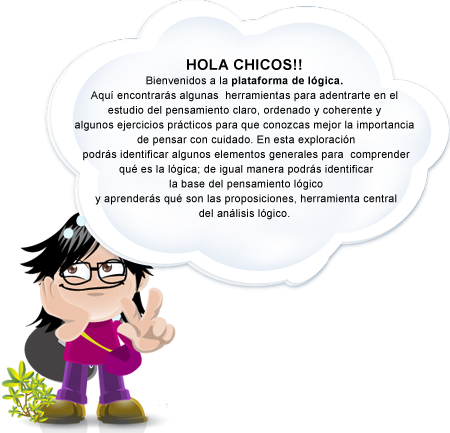 HOLA CHICOS!!
Bienvenidos a la plataforma de lógica.
Aquí encontrarás algunas herramientas para adentrarte en el
estudio del pensamiento claro, ordenado y coherente y
algunos ejercicios prácticos para que conozcas mejor la importancia
de pensar con cuidado. En esta exploración
podrás identificar algunos elementos generales para comprender
qué es la lógica; de igual manera podrás identificar
la base del pensamiento lógico
y aprenderás qué son las proposiciones, herramienta central
del análisis lógico.